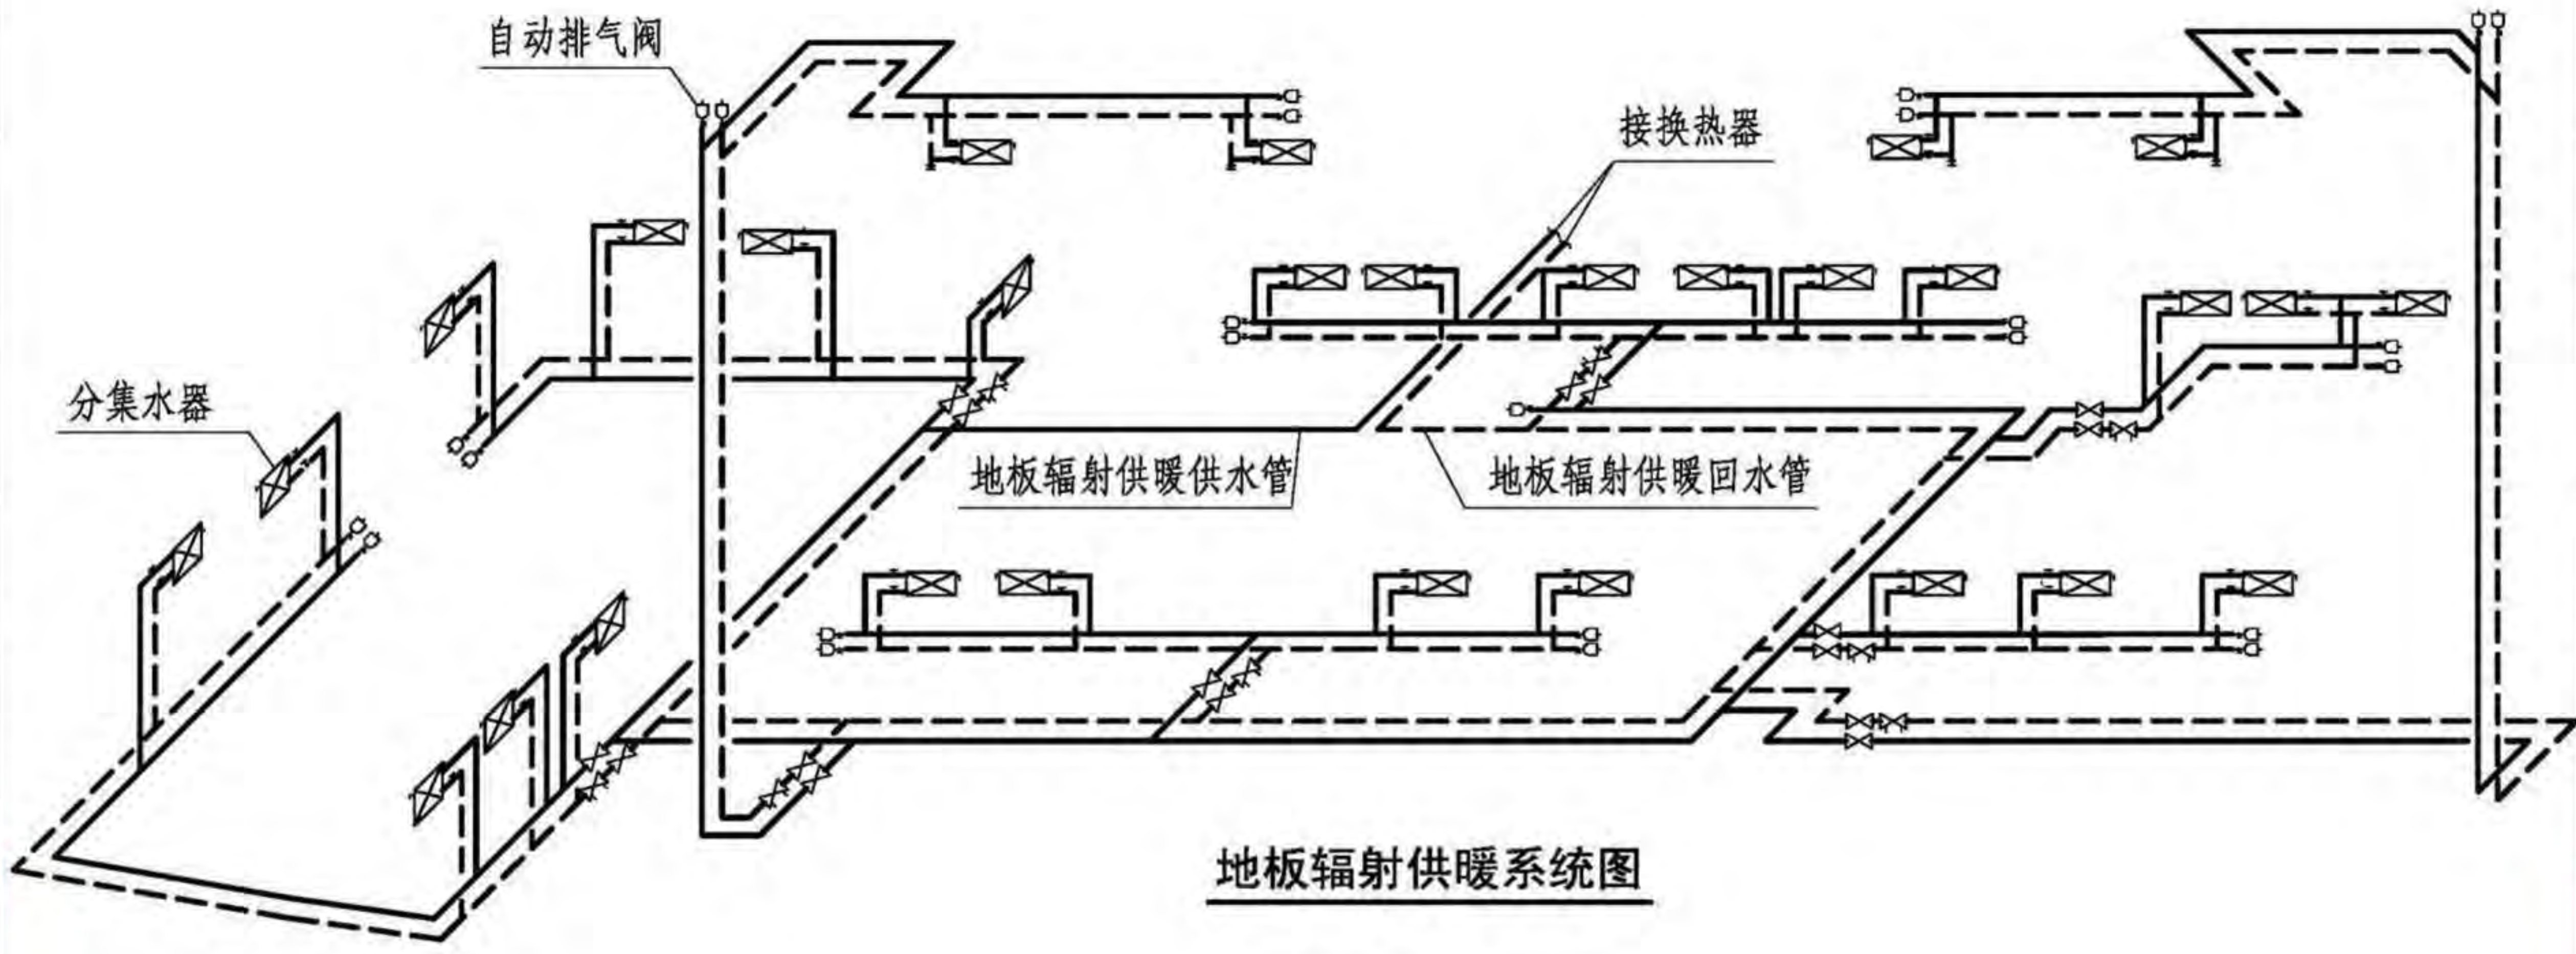 自动排气阀
接换热器
分集水器
地板辐射供暖供水管
地板辐射供暖回水管
地板辐射供暖系统图